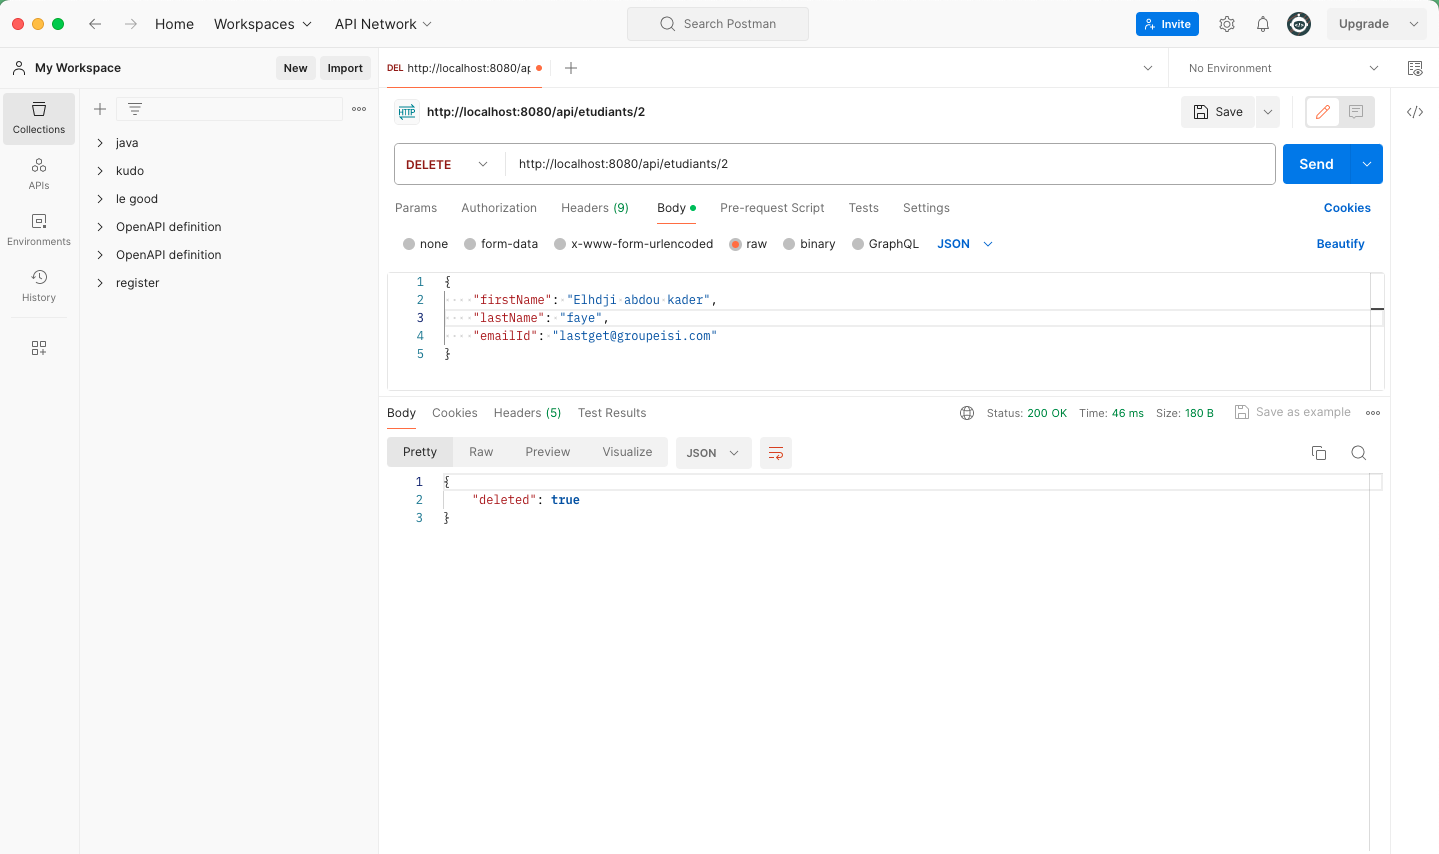 Home Workspaces API Network Search Postman Invite Upgrade
My Workspace New Import DEL http://localhost:8080/ap No Environment
Collections
APIs
Environments
History
java
kudo
le good
OpenAPI definition
OpenAPI definition
register
HTTP http://localhost:8080/api/etudiants/2 Save
DELETE http://localhost:8080/api/etudiants/2 Send
Params Authorization Headers (9) Body Pre-request Script Tests Settings Cookies
none form-data x-www-form-urlencoded raw binary GraphQL JSON Beautify
1 {
2 "firstName": "Elhdji abdou kader",
3 "lastName": "faye",
4 "emailId": "lastget@groupeisi.com"
5 }
Body Cookies Headers (5) Test Results Status: 200 OK Time: 46 ms Size: 180 B Save as example
Pretty Raw Preview Visualize JSON
1 {
2 "deleted": true
3 }